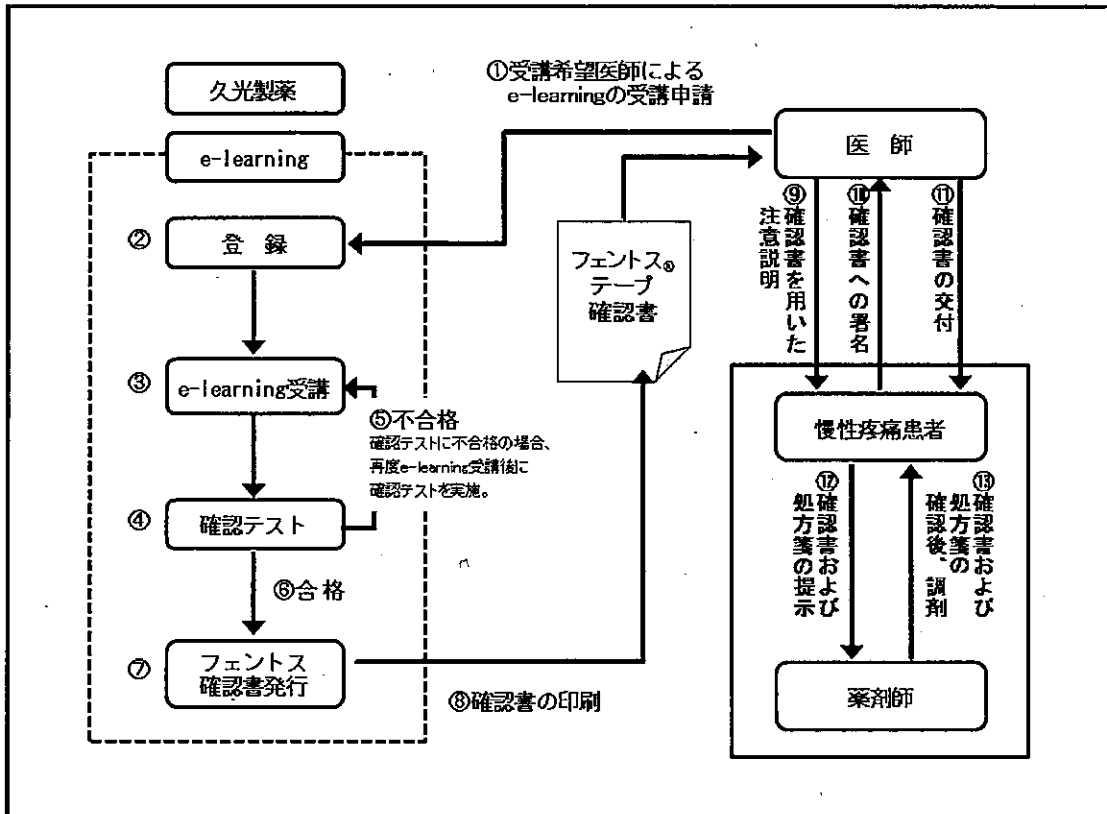 久光製薬
①受講希望医師による
e-learningの受講申請
e-learning
医 師
② 登 録
フェントス®
テープ
確認書
⑨確認書を用いた
注意説明
⑩確認書への署名
⑪確認書の交付
③ e-learning受講
⑤不合格
確認テストに不合格の場合、
再度e-learning受講後に
確認テストを実施。
慢性疼痛患者
④ 確認テスト
⑥合格
⑫確認書および
処方箋の提示
⑬確認書および
処方箋の
確認後、調剤
⑦ フェントス
確認書発行
⑧確認書の印刷
薬剤師